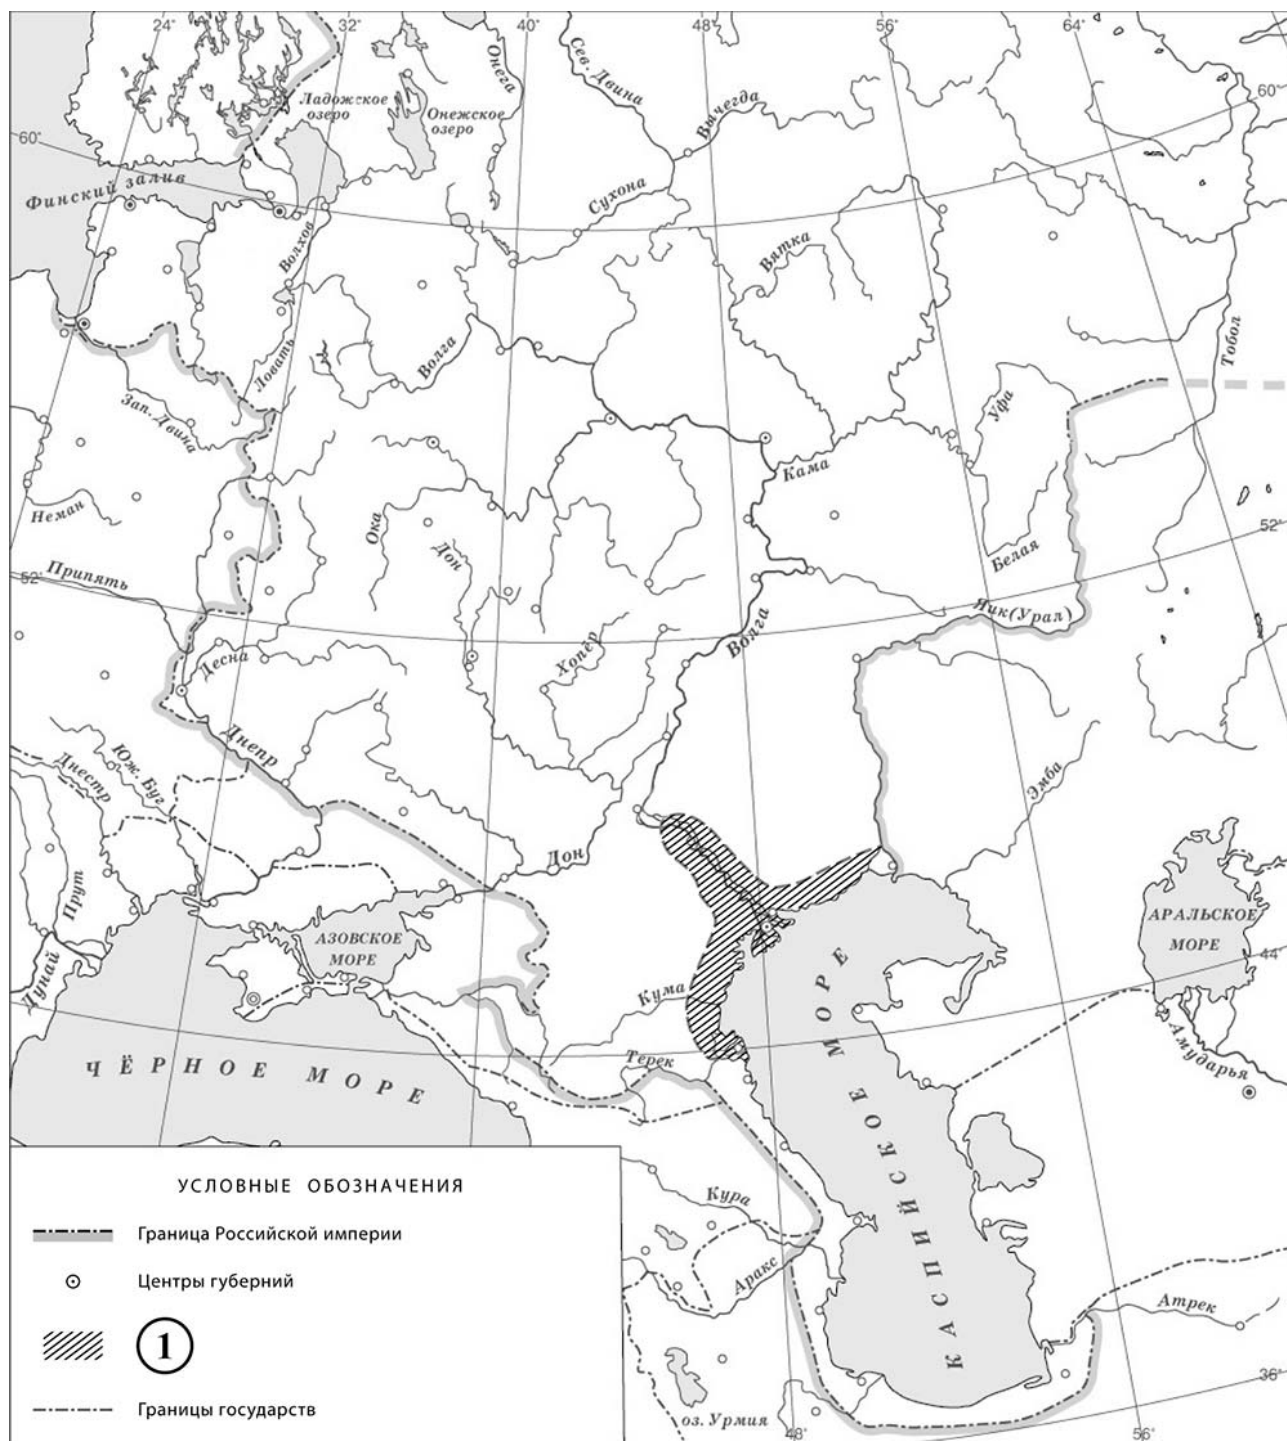 24°
32°
40°
48°
56°
64°
60°
60°
Онега
Сев. Двина
Вычегда
Ладожское
озеро
Онежское
озеро
Финский залив
Волхов
Сухона
Вятка
Ловать
Волга
Тобол
Зап. Двина
Уфа
Кама
Неман
Ока
Дон
Белая
52°
52°
Припять
Волга
Яик (Урал)
Десна
Хопёр
Днепр
Юж. Буг
Днестр
Эмба
Дон
Прут
АЗОВСКОЕ
МОРЕ
АРАЛЬСКОЕ
МОРЕ
44°
Дунай
Кума
Терек
Амударья
ЧЁРНОЕ МОРЕ
КАСПИЙСКОЕ МОРЕ
Кура
Аракс
Атрек
оз. Урмия
36°
48°
56°
УСЛОВНЫЕ ОБОЗНАЧЕНИЯ
Граница Российской империи
Центры губерний
1
Границы государств